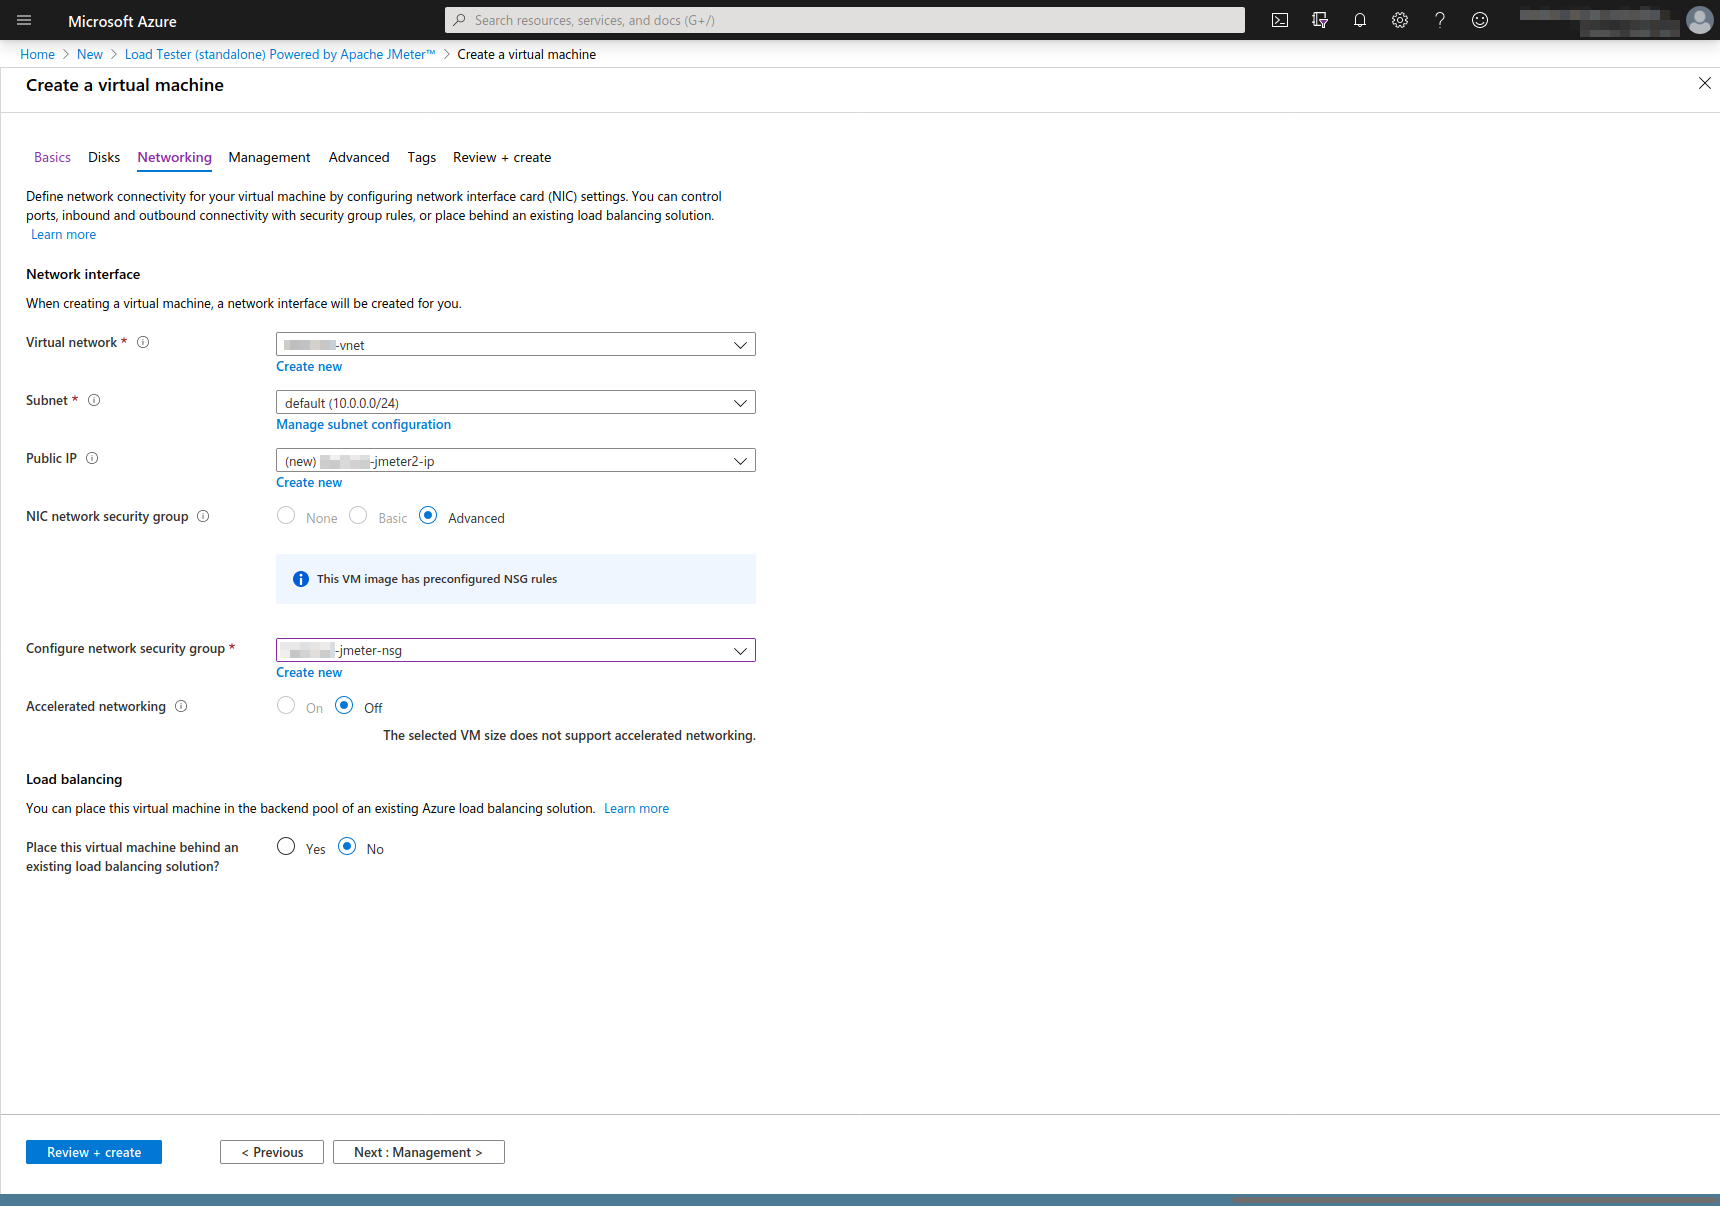 Microsoft Azure
Search resources, services, and docs (G+/)
Home > New > Load Tester (standalone) Powered by Apache JMeter™ > Create a virtual machine
Create a virtual machine
Basics Disks Networking Management Advanced Tags Review + create
Define network connectivity for your virtual machine by configuring network interface card (NIC) settings. You can control
ports, inbound and outbound connectivity with security group rules, or place behind an existing load balancing solution.
Learn more
Network interface
When creating a virtual machine, a network interface will be created for you.
Virtual network *
-vnet
Create new
Subnet *
default (10.0.0.0/24)
Manage subnet configuration
Public IP
(new) -jmeter2-ip
Create new
NIC network security group
None Basic Advanced
This VM image has preconfigured NSG rules
Configure network security group *
-jmeter-nsg
Create new
Accelerated networking
On Off
The selected VM size does not support accelerated networking.
Load balancing
You can place this virtual machine in the backend pool of an existing Azure load balancing solution. Learn more
Place this virtual machine behind an
existing load balancing solution?
Yes No
Review + create
< Previous
Next : Management >